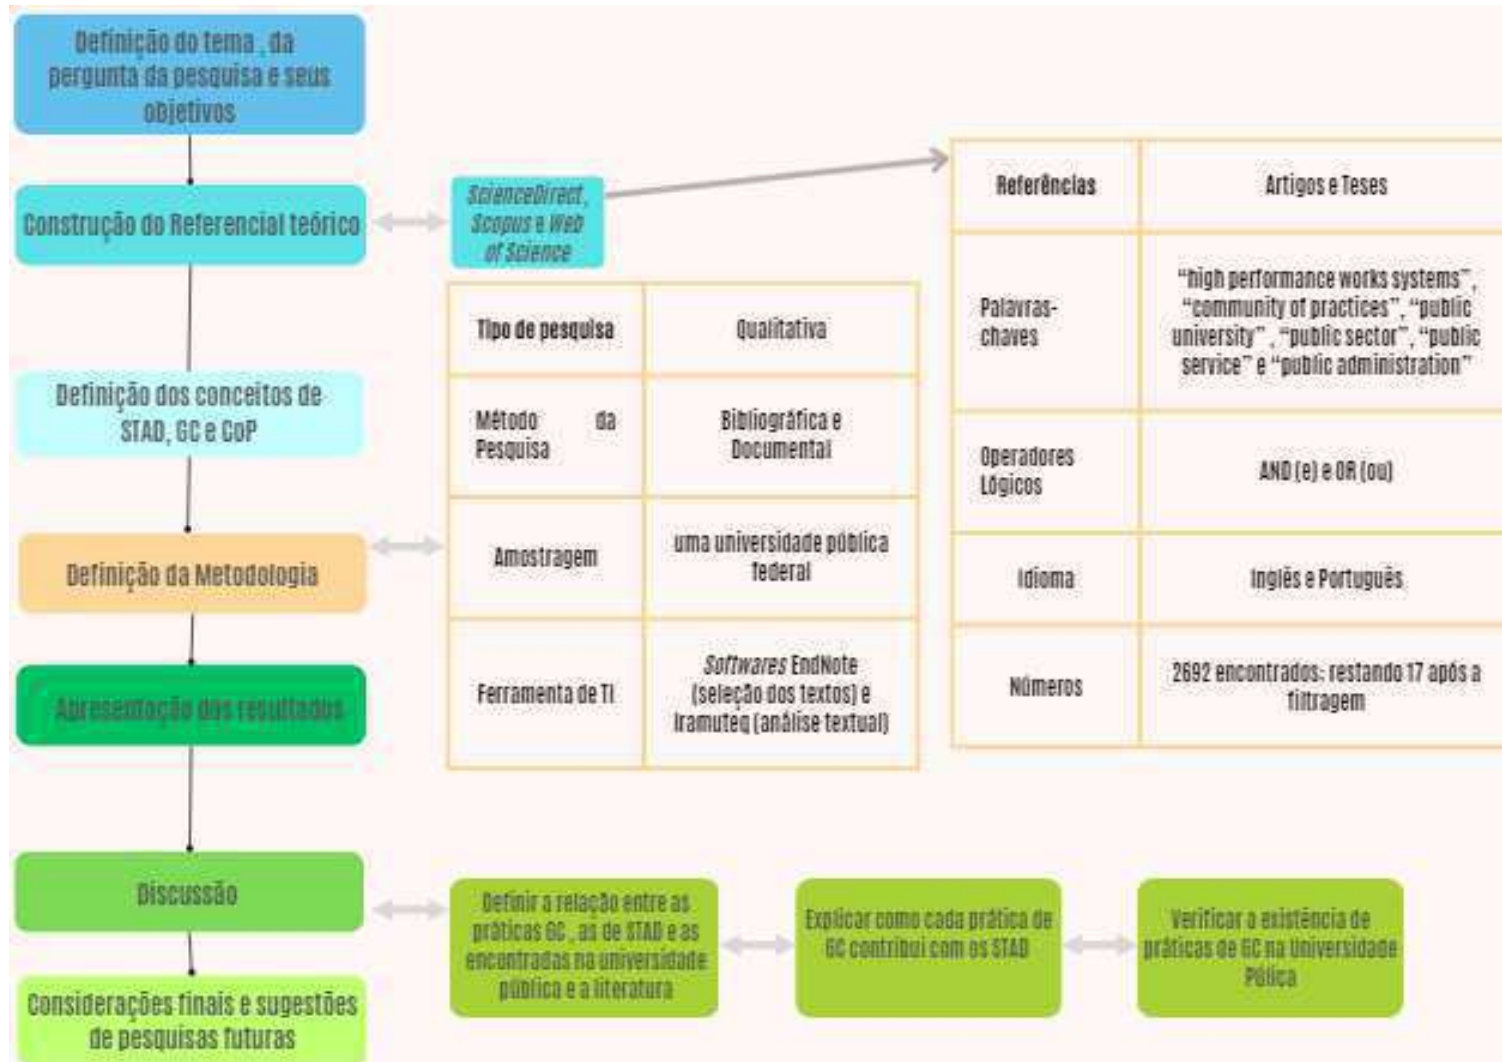 Definição do tema , da
pergunta da pesquisa e seus
objetivos
Construção do Referencial teórico
ScienceDirect,
Scopus e Web
of Science
Referências
Artigos e Teses
Palavras-
chaves
“high performance works systems”,
“community of practices”, “public
university” , “public sector”, “public
service” e “public administration”
Operadores
Lógicos
AND (e) e OR (ou)
Idioma
Inglês e Português
Números
2692 encontrados: restando 17 após a
filtragem
Definição dos conceitos de
STAD, GC e CoP
Definição da Metodologia
Tipo de pesquisa
Qualitativa
Método da
Pesquisa
Bibliográfica e
Documental
Amostragem
uma universidade pública
federal
Ferramenta de TI
Softwares EndNote
(seleção dos textos) e
Iramuteq (análise textual)
Apresentação dos resultados
Discussão
Definir a relação entre as
práticas GC , as de STAD e as
encontradas na universidade
pública e a literatura
Explicar como cada prática de
GC contribui com os STAD
Verificar a existência de
práticas de GC na Universidade
Púliça
Considerações finais e sugestões
de pesquisas futuras